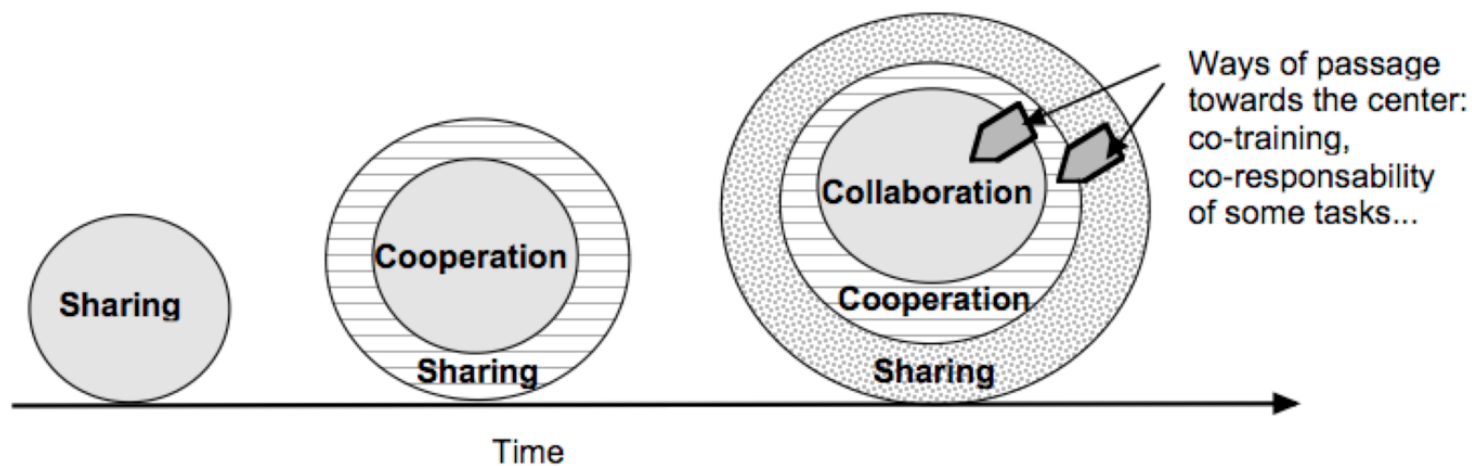 Sharing
Cooperation
Sharing
Collaboration
Cooperation
Sharing
Ways of passage
towards the center:
co-training,
co-responsability
of some tasks...
Time